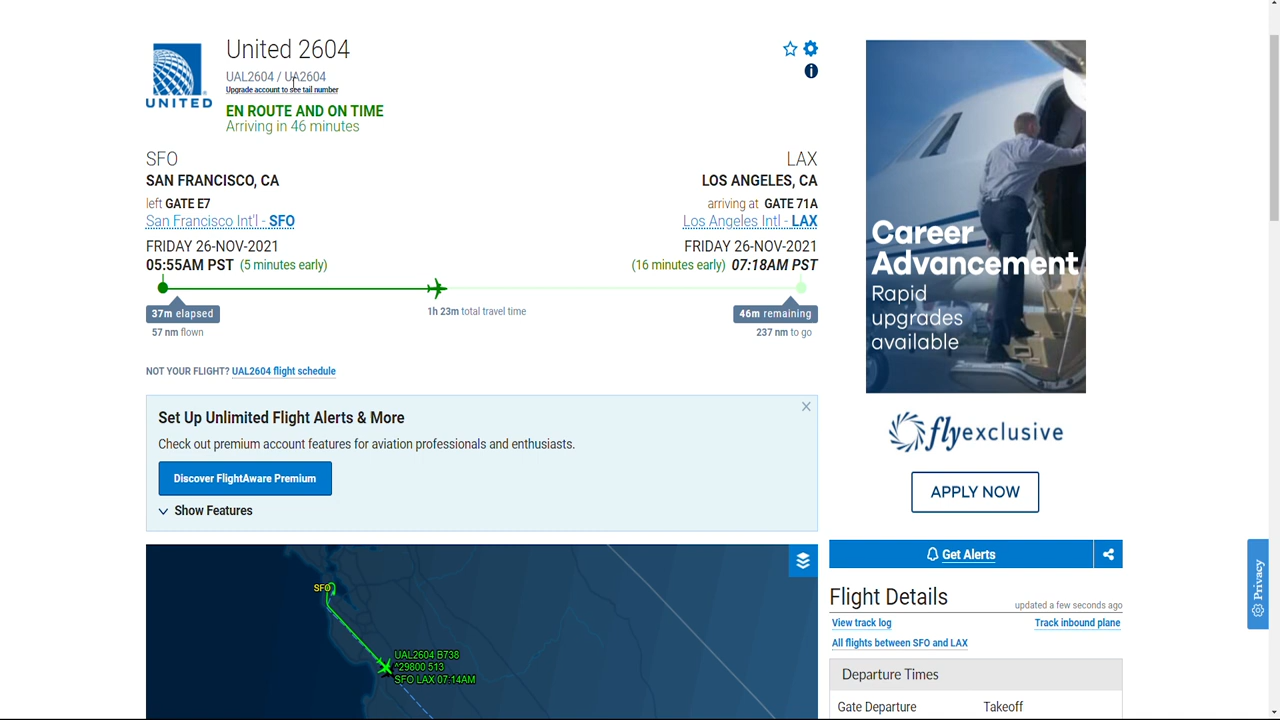 United 2604
UAL2604 / UA2604
Upgrade account to see tail number
UNITED
EN ROUTE AND ON TIME
Arriving in 46 minutes
SFO
SAN FRANCISCO, CA
left GATE E7
San Francisco Int'l - SFO
FRIDAY 26-NOV-2021
05:55AM PST (5 minutes early)
LAX
LOS ANGELES, CA
arriving at GATE 71A
Los Angeles Intl - LAX
FRIDAY 26-NOV-2021
(16 minutes early) 07:18AM PST
37m elapsed
57 nm flown
1h 23m total travel time
46m remaining
237 nm to go
NOT YOUR FLIGHT? UAL2604 flight schedule
Set Up Unlimited Flight Alerts & More
Check out premium account features for aviation professionals and enthusiasts.
Discover FlightAware Premium
Show Features
SFO
UAL2604 B738
^29800 513
SFO LAX 07:14AM
Career
Advancement
Rapid
upgrades
available
flyexclusive
APPLY NOW
Get Alerts
Flight Details
updated a few seconds ago
View track log
Track inbound plane
All flights between SFO and LAX
Departure Times
Gate Departure
Takeoff
Privacy